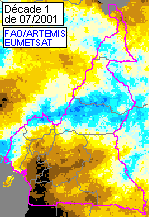 Décade 1
de 07/2001
FAO/ARTEMIS
EUMETSAT